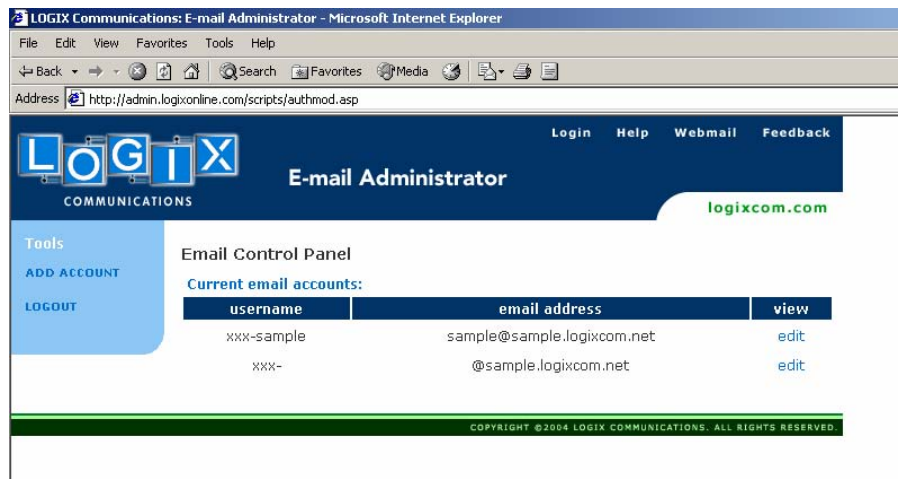 LOGIX Communications: E-mail Administrator - Microsoft Internet Explorer
File Edit View Favorites Tools Help
Back Search Favorites Media
Address http://admin.logixonline.com/scripts/authmod.asp
Login Help Webmail Feedback
LOGIX
COMMUNICATIONS
E-mail Administrator
logixcom.com
Tools
ADD ACCOUNT
LOGOUT
Email Control Panel
Current email accounts:
username email address view
xxx-sample sample@sample.logixcom.net edit
xxx- @sample.logixcom.net edit
COPYRIGHT ©2004 LOGIX COMMUNICATIONS. ALL RIGHTS RESERVED.